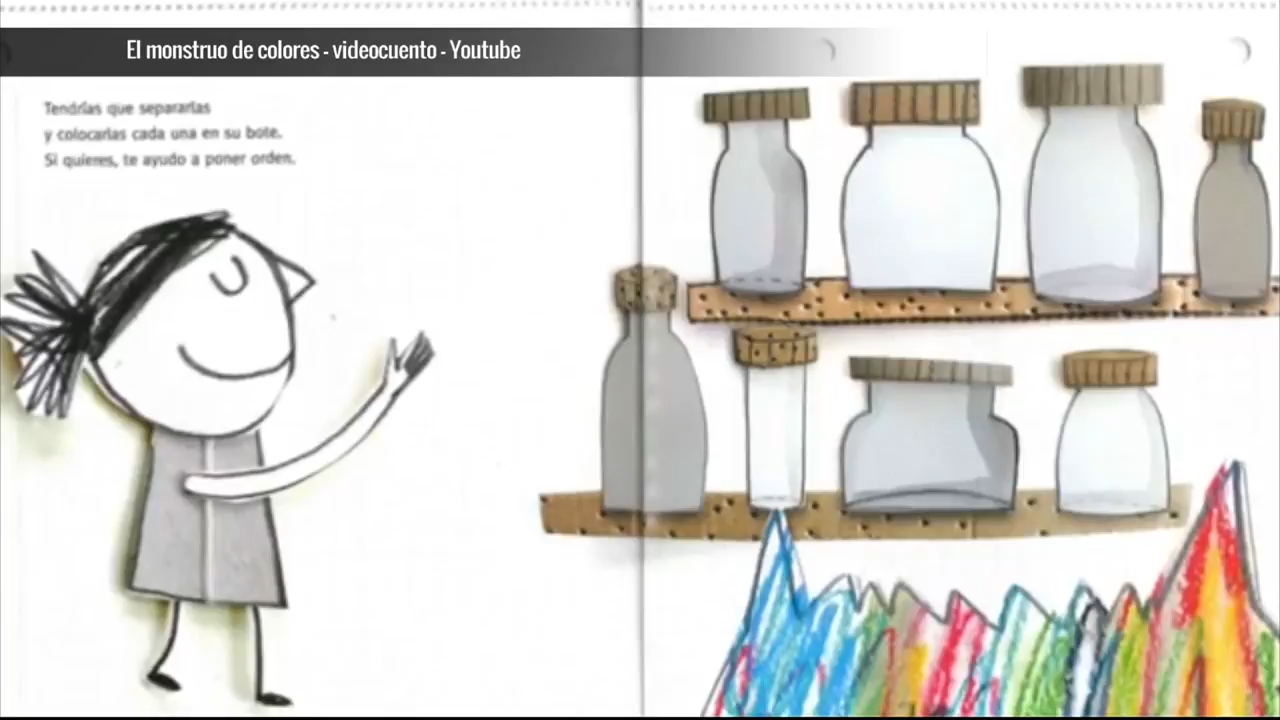 El monstruo de colores - videocuento - Youtube
Tendrías que separarlas
y colocarlas cada una en su bote.
Si quieres, te ayudo a poner orden.